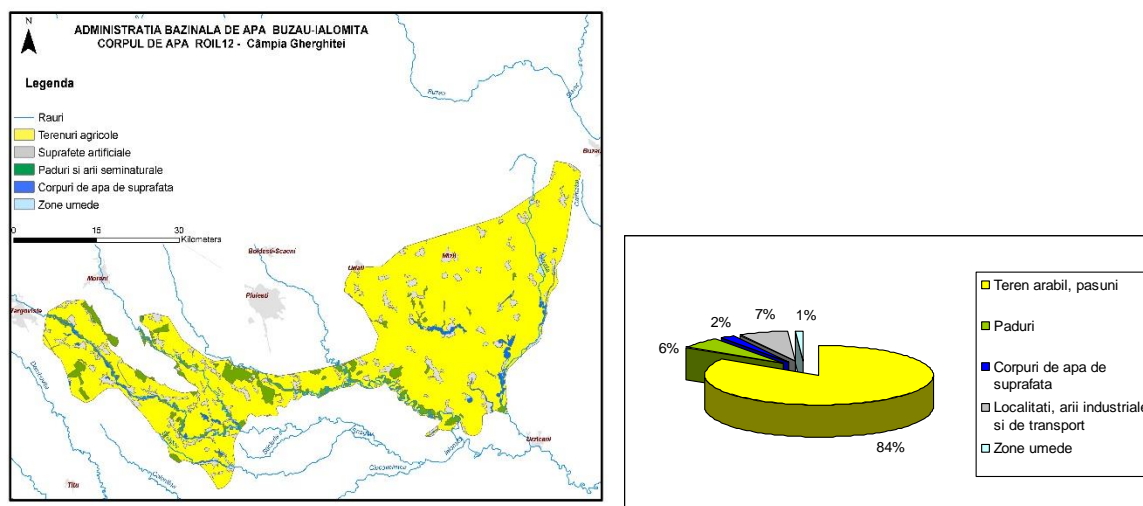 N
ADMINISTRATIA BAZINALA DE APA BUZAU-IALOMITA
CORPUL DE APA ROIL12 - Câmpia Gherghitei
Legenda
Rauri
Terenuri agricole
Suprafete artificiale
Paduri si arii seminaturale
Corpuri de apa de suprafata
Zone umede
0 15 30
Kilometers
Buzau
Buzau
Boldesti-Scaeni
Moreni
Urlati
Mizil
Ploiesti
Targoviste
Urziceni
Titu
Teren arabil, pasuni
Paduri
Corpuri de apa de
suprafata
Localitati, arii industriale
si de transport
Zone umede
2%
7%
1%
6%
84%